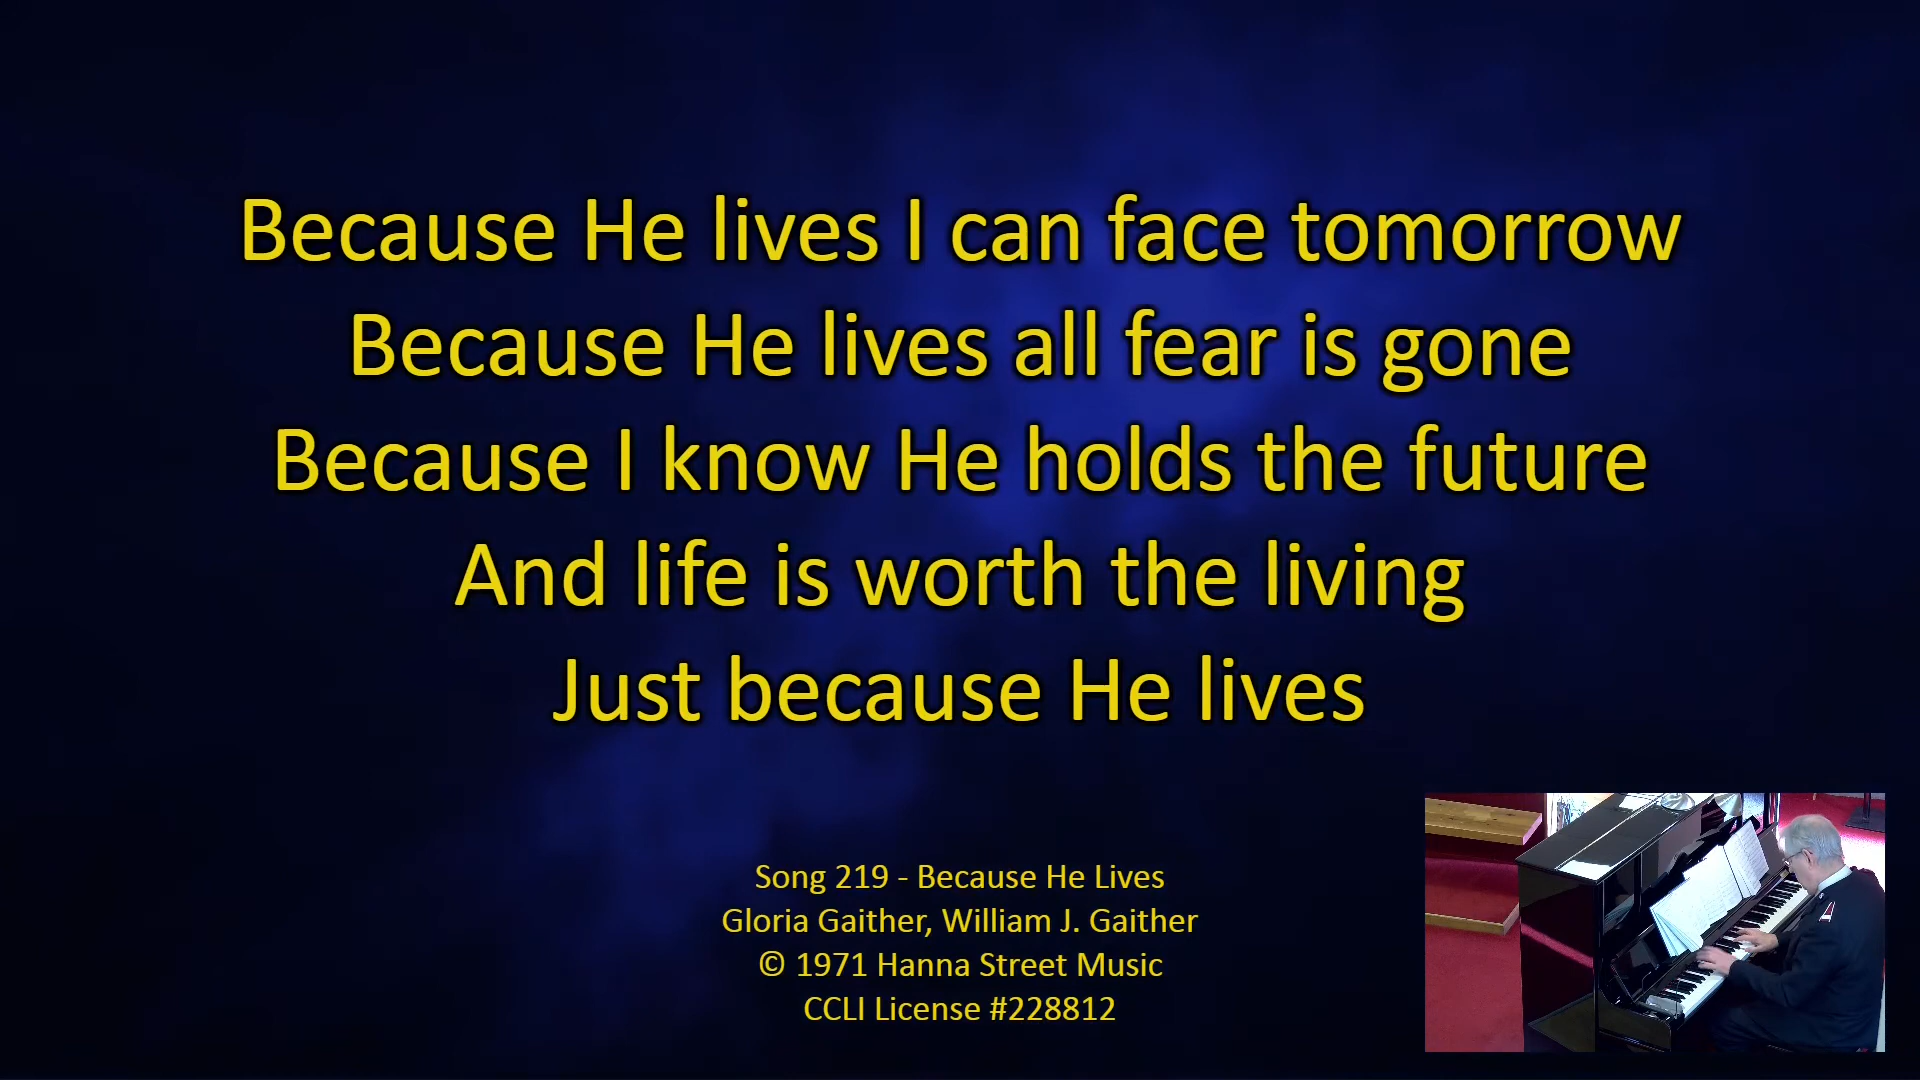 Because He lives I can face tomorrow
Because He lives all fear is gone
Because I know He holds the future
And life is worth the living
Just because He lives
Song 219 - Because He Lives
Gloria Gaither, William J. Gaither
© 1971 Hanna Street Music
CCLI License #228812